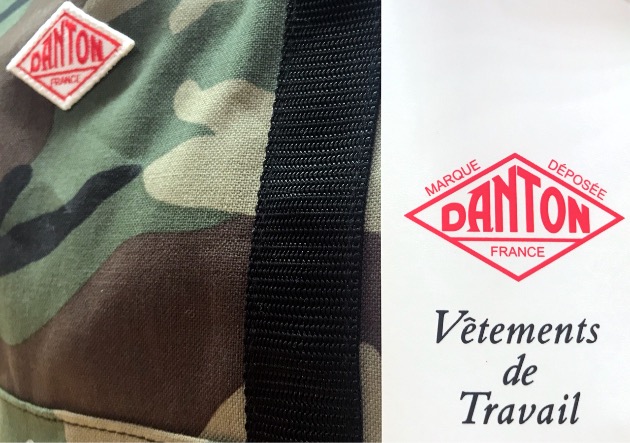 DANTON
FRANCE
MARQUE DÉPOSÉE
DANTON
FRANCE
Vêtements
de
Travail